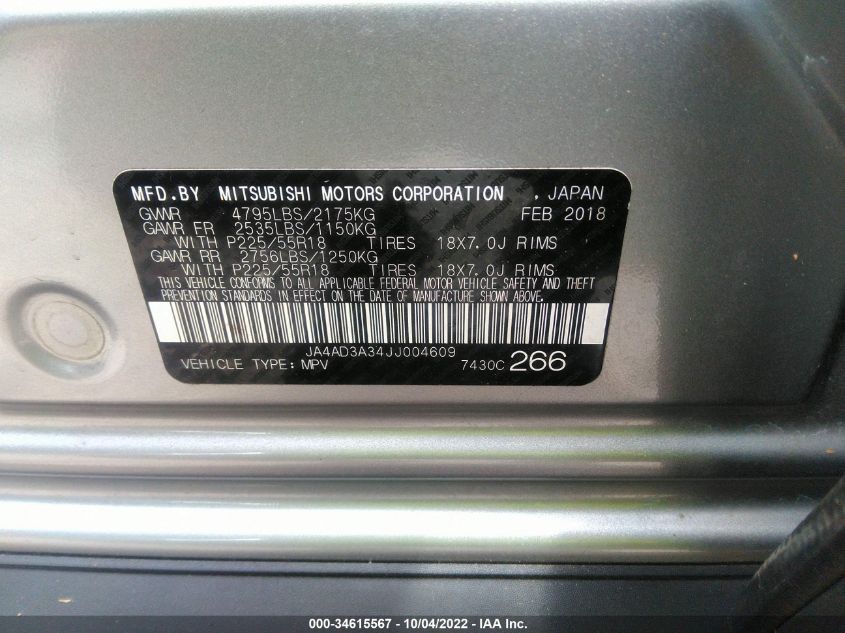 MFD.BY MITSUBISHI MOTORS CORPORATION , JAPAN
GVWR 4795LBS/2175KG FEB 2018
GAWR FR 2535LBS/1150KG
WITH P225/55R18 TIRES 18X7.0J RIMS
GAWR RR 2756LBS/1250KG
WITH P225/55R18 TIRES 18X7.0J RIMS
THIS VEHICLE CONFORMS TO ALL APPLICABLE FEDERAL MOTOR VEHICLE SAFETY AND THEFT
PREVENTION STANDARDS IN EFFECT ON THE DATE OF MANUFACTURE SHOWN ABOVE.
JA4AD3A34JJ004609
VEHICLE TYPE: MPV 7430C 266
000-34615567 - 10/04/2022 - IAA Inc.